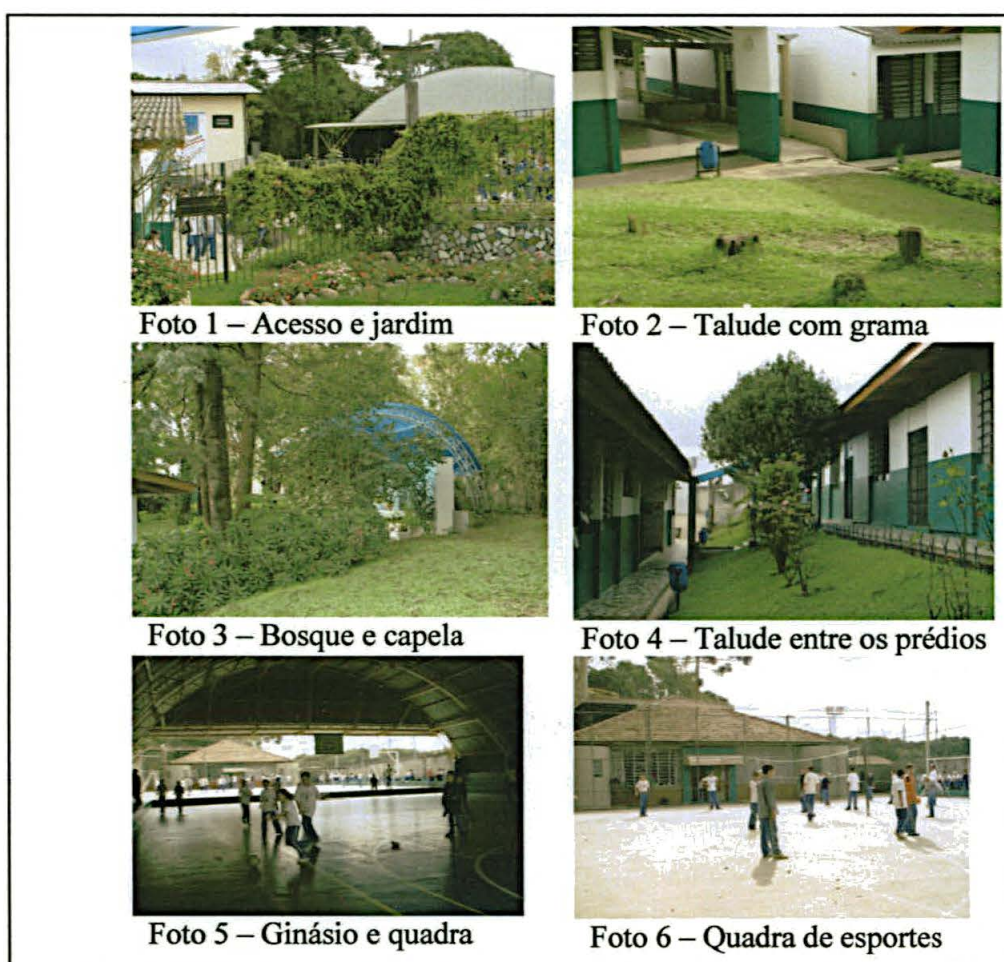 Foto 1 – Acesso e jardim
Foto 2 – Talude com grama
Foto 3 – Bosque e capela
Foto 4 – Talude entre os prédios
Foto 5 – Ginásio e quadra
Foto 6 – Quadra de esportes